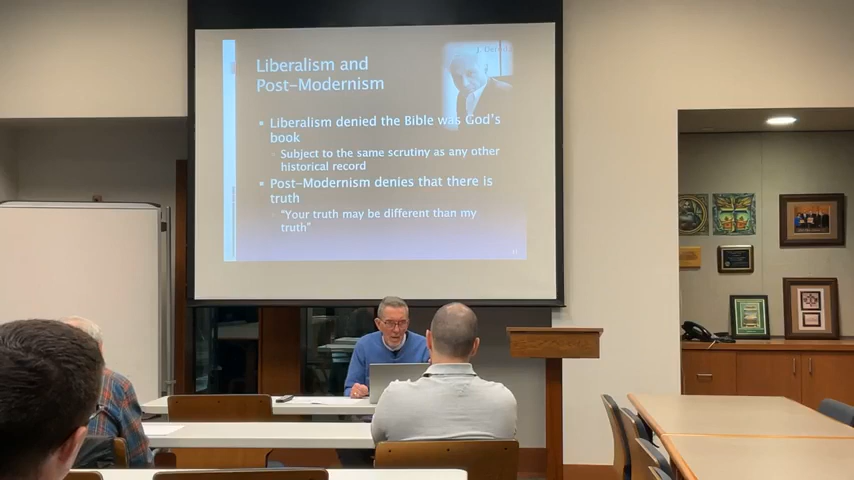 Liberalism and
Post-Modernism
Liberalism denied the Bible was God's
book
Subject to the same scrutiny as any other
historical record
Post-Modernism denies that there is
truth
"Your truth may be different than my
truth"